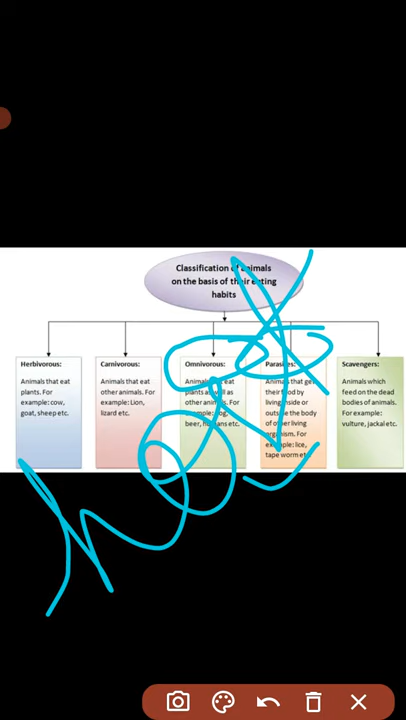 Classification of animals
on the basis of their eating
habits
Herbivorous:
Animals that eat
plants. For
example: cow,
goat, sheep etc.
Carnivorous:
Animals that eat
other animals. For
example: Lion,
lizard etc.
Omnivorous:
Animals that eat
plants as well as
other animals. For
example: dog,
beer, humans etc.
Parasites:
Animals that get
their food by
living inside or
outside the body
of other living
organism. For
example: lice,
tape worm etc.
Scavengers:
Animals which
feed on the dead
bodies of animals.
For example:
vulture, jackal etc.